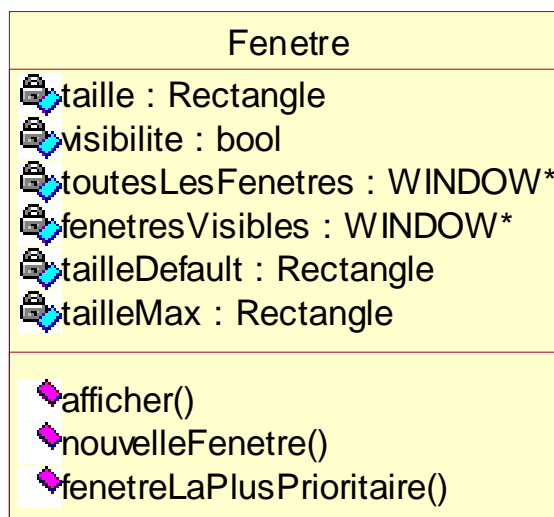 Fenetre
taille : Rectangle
visibilite : bool
toutesLesFenetres : WINDOW*
fenetresVisibles : WINDOW*
tailleDefault : Rectangle
tailleMax : Rectangle
afficher()
nouvelleFenetre()
fenetreLaPlusPrioritaire()